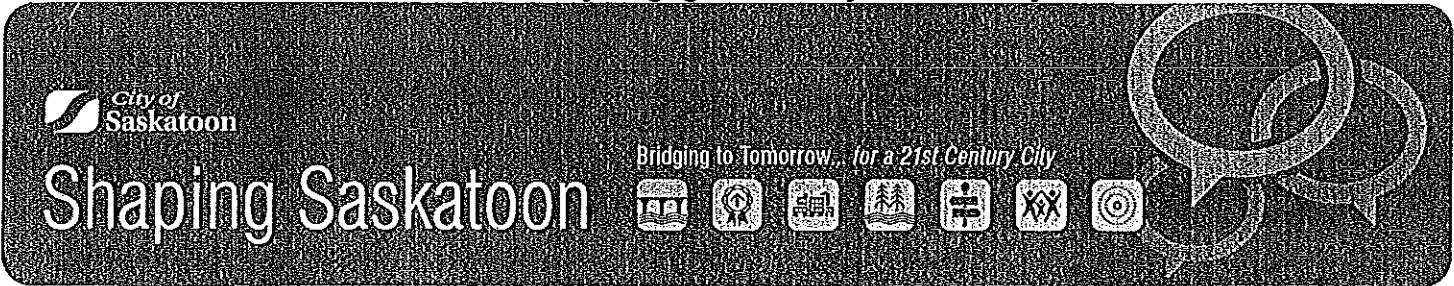 City of
Saskatoon
Bridging to Tomorrow... for a 21st Century City
Shaping Saskatoon